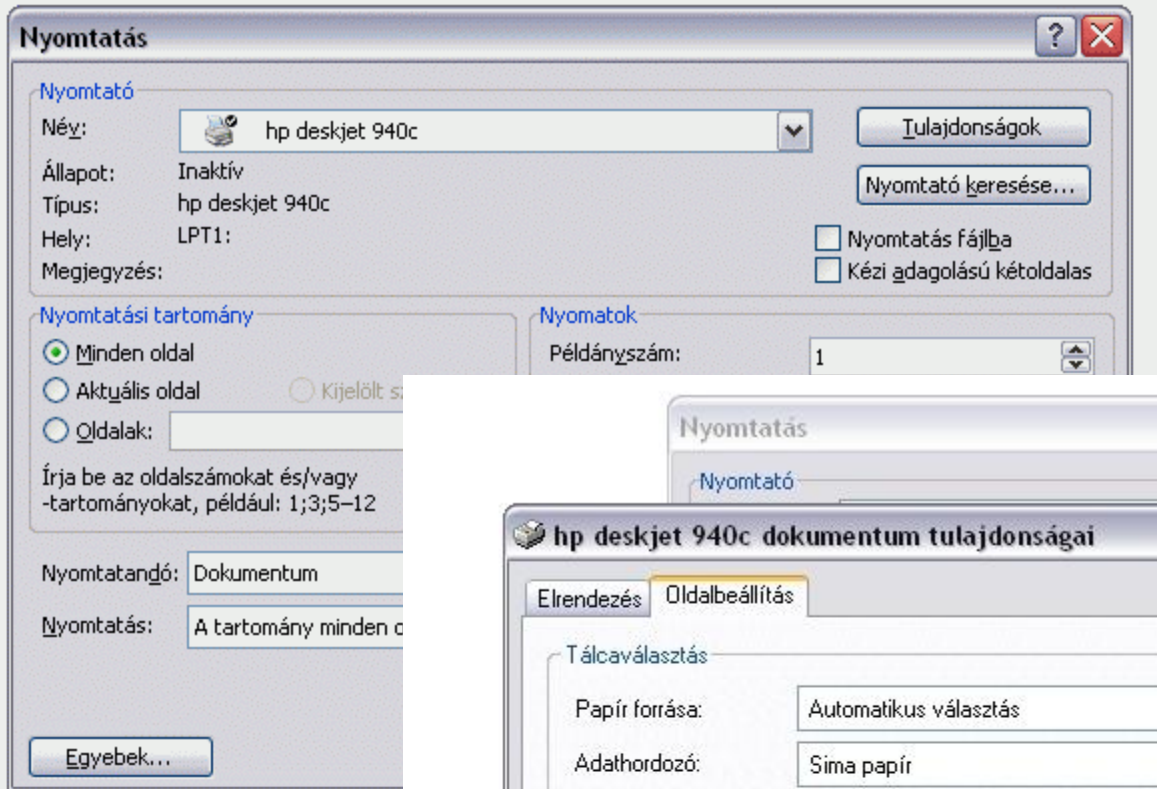 Nyomtatás
Nyomtató
Név: hp deskjet 940c Tulajdonságok
Állapot: Inaktív
Nyomtató keresése...
Típus: hp deskjet 940c
Hely: LPT1: Nyomtatás fájlba
Megjegyzés: Kézi adagolású kétoldalas
Nyomtatási tartomány Nyomatok
Minden oldal Példányszám: 1
Aktuális oldal Kijelölt
Oldalak:
Írja be az oldalszámokat és/vagy
-tartományokat, például: 1;3;5–12
Nyomtatandó: Dokumentum
Nyomtatás: A tartomány minden
Egyebek...
Nyomtatás
Nyomtató
hp deskjet 940c dokumentum tulajdonságai
Elrendezés Oldalbeállítás
Tálcaválasztás
Papír forrása: Automatikus választás
Adathordozó: Sima papír